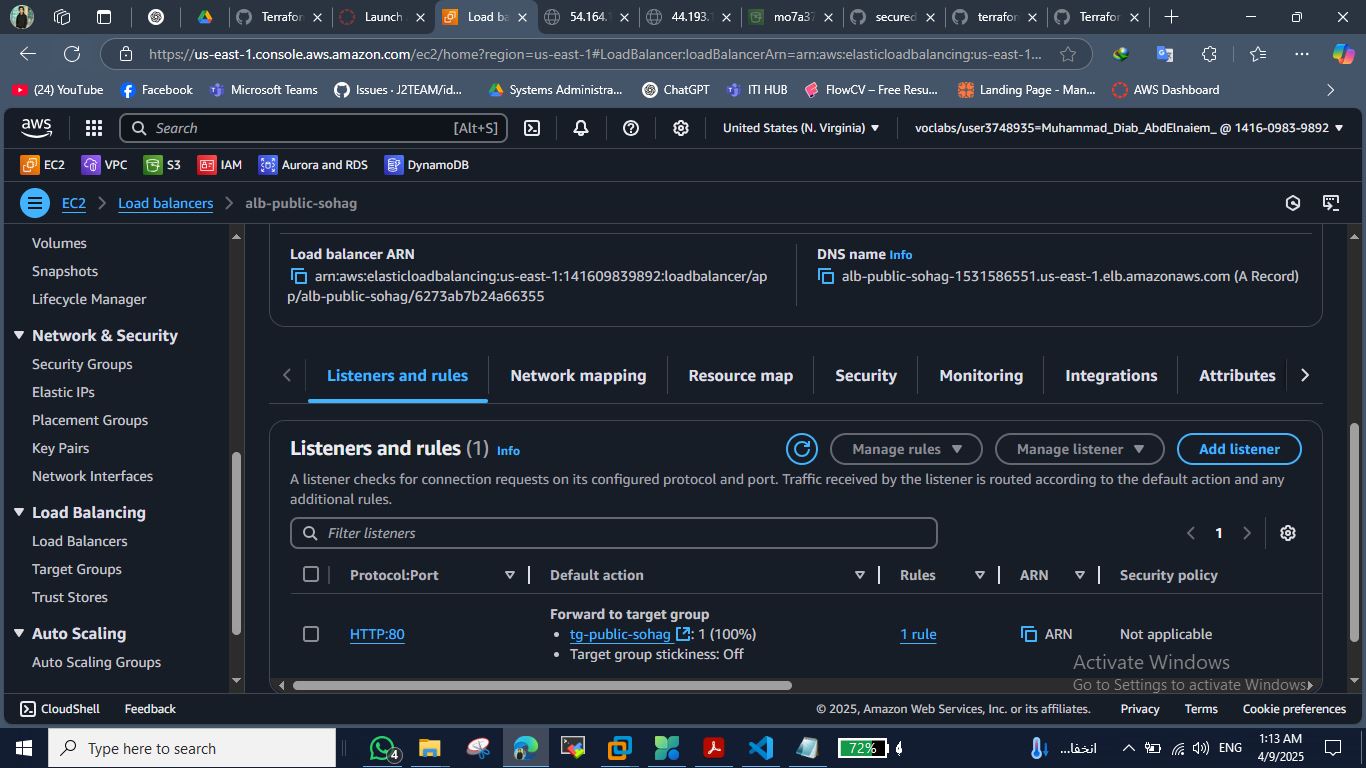 Terrafon
Launch
Load ba
54.164.
44.193.
mo7a37
secured
terrafon
Terrafor
https://us-east-1.console.aws.amazon.com/ec2/home?region=us-east-1#LoadBalancer:loadBalancerArn=arn:aws:elasticloadbalancing:us-east-1...
(24) YouTube
Facebook
Microsoft Teams
Issues · J2TEAM/id...
Systems Administra...
ChatGPT
ITI HUB
FlowCV – Free Resu...
Landing Page - Man...
AWS Dashboard
aws
Search
[Alt+S]
United States (N. Virginia)
voclabs/user3748935=Muhammad_Diab_AbdElnaiem_ @ 1416-0983-9892
EC2
VPC
S3
IAM
Aurora and RDS
DynamoDB
EC2
Load balancers
alb-public-sohag
Volumes
Snapshots
Lifecycle Manager
Network & Security
Security Groups
Elastic IPs
Placement Groups
Key Pairs
Network Interfaces
Load Balancing
Load Balancers
Target Groups
Trust Stores
Auto Scaling
Auto Scaling Groups
Load balancer ARN
arn:aws:elasticloadbalancing:us-east-1:141609839892:loadbalancer/ap
p/alb-public-sohag/6273ab7b24a66355
DNS name Info
alb-public-sohag-1531586551.us-east-1.elb.amazonaws.com (A Record)
Listeners and rules
Network mapping
Resource map
Security
Monitoring
Integrations
Attributes
Listeners and rules (1) Info
Manage rules
Manage listener
Add listener
A listener checks for connection requests on its configured protocol and port. Traffic received by the listener is routed according to the default action and any
additional rules.
Filter listeners
1
Protocol:Port
Default action
Rules
ARN
Security policy
HTTP:80
Forward to target group
• tg-public-sohag : 1 (100%)
• Target group stickiness: Off
1 rule
ARN
Not applicable
Activate Windows
Go to Settings to activate Windows.
CloudShell
Feedback
© 2025, Amazon Web Services, Inc. or its affiliates.
Privacy
Terms
Cookie preferences
Type here to search
4
72%
انخفا...
ENG
1:13 AM
4/9/2025